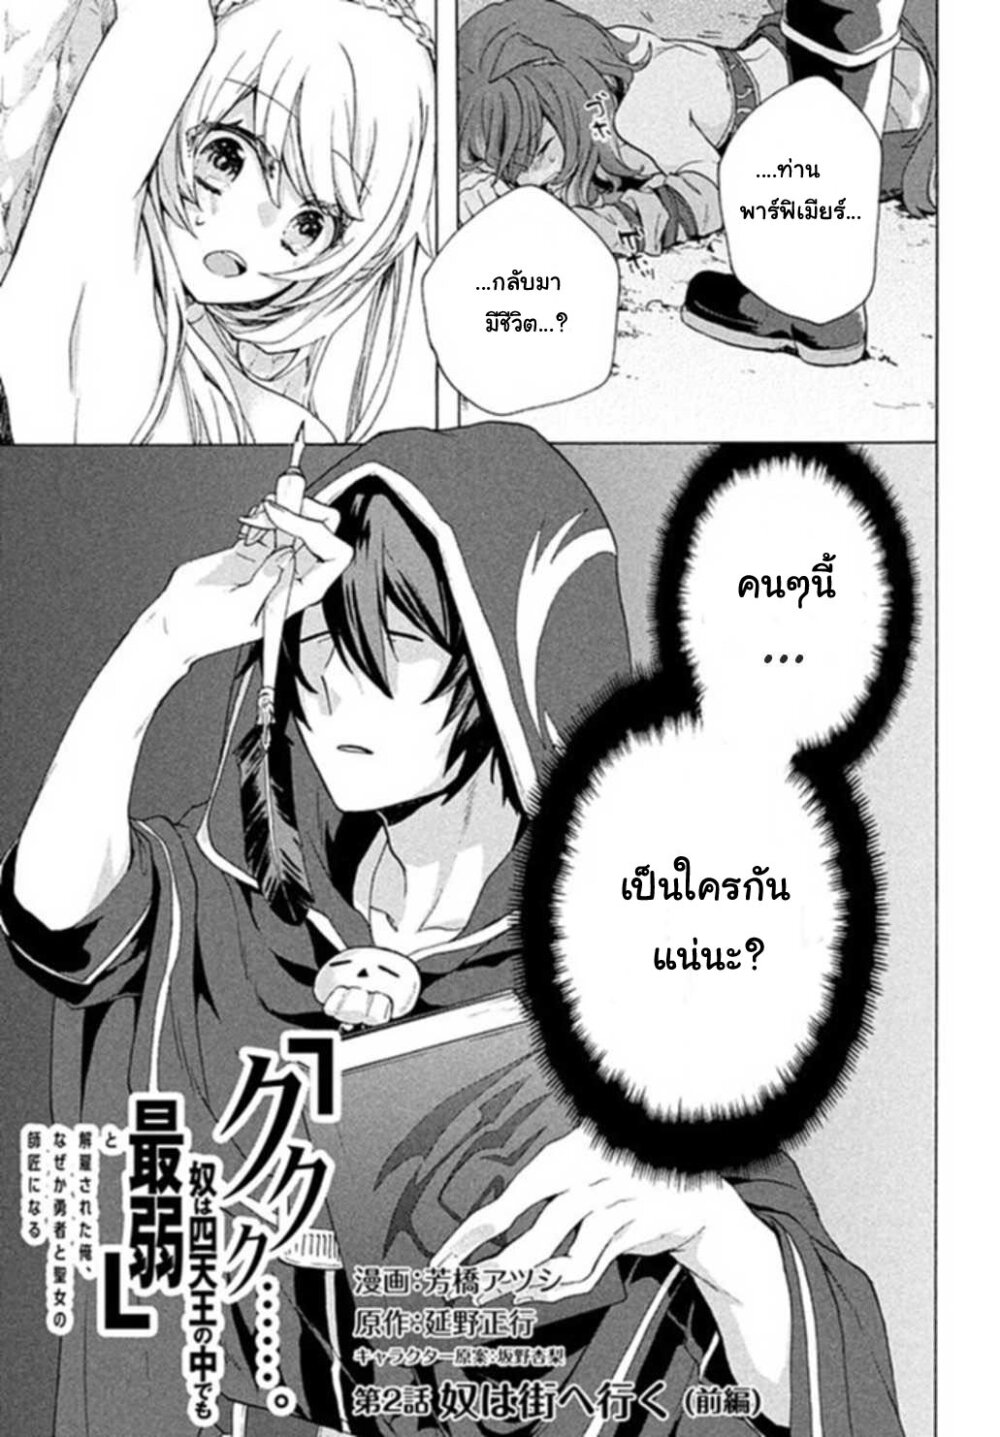 ....ท่าน
พาร์ฟิเมียร์...
ゴホ
...กลับมา
มีชีวิต...?
คนๆนี้
...
เป็นใครกัน
แน่นะ?
「ククク………。
奴は四天王の中でも
最弱」
と
解雇された俺、
なぜか勇者と聖女の
師匠になる
漫画:芳橋アツシ
原作:延野正行
キャラクター原案:坂野杏梨
第2話 奴は街へ行く (前編)